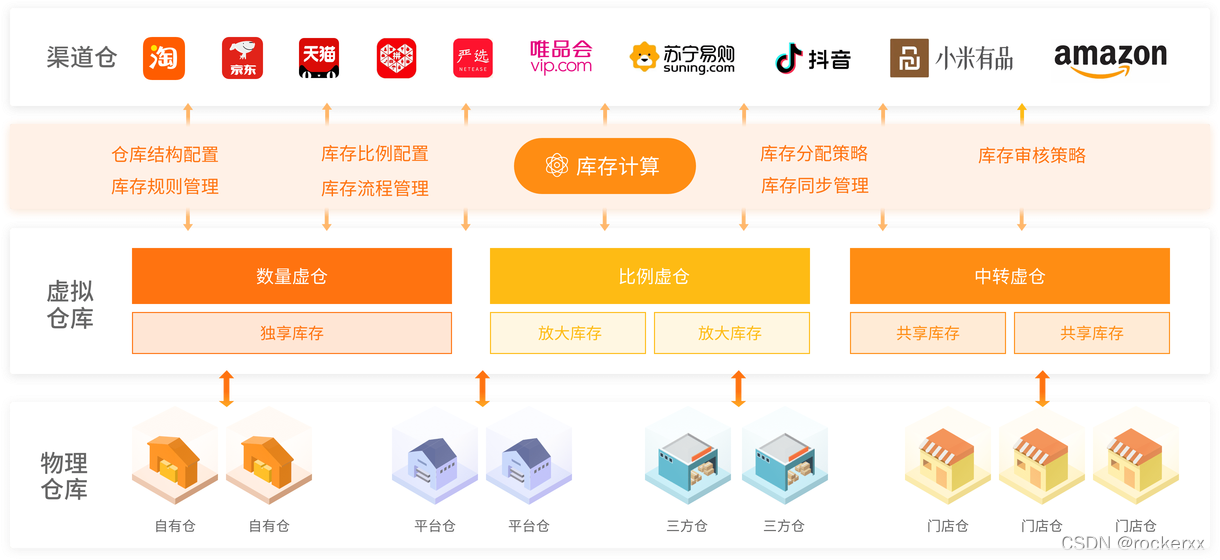 渠道仓
淘
京东
天猫
拼
严选
NETEASE
唯品会
vip.com
苏宁易购
suning.com
抖音
小米有品
amazon
仓库结构配置
库存规则管理
库存比例配置
库存流程管理
库存计算
库存分配策略
库存同步管理
库存审核策略
虚拟
仓库
数量虚仓
比例虚仓
中转虚仓
独享库存
放大库存
放大库存
共享库存
共享库存
物理
仓库
自有仓
自有仓
平台仓
平台仓
三方仓
三方仓
门店仓
门店仓
门店仓
CSDN @rockerxx